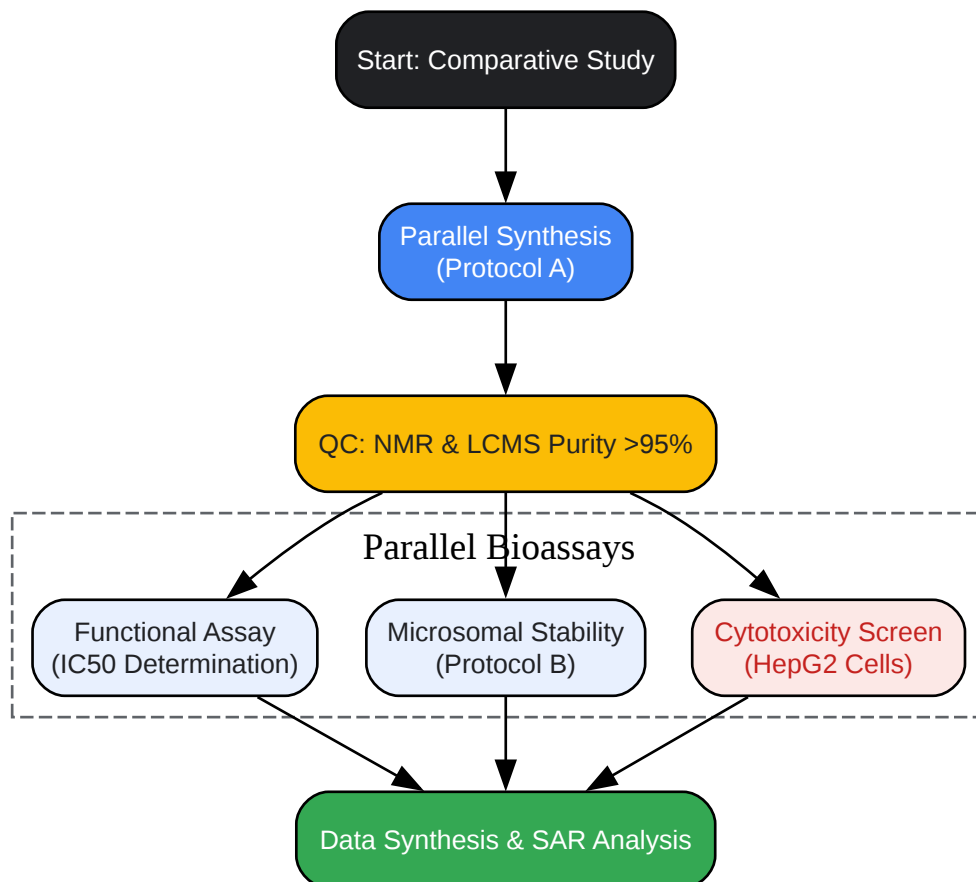 Start: Comparative Study
Parallel Synthesis
(Protocol A)
QC: NMR & LCMS Purity >95%
Parallel Bioassays
Functional Assay
(IC50 Determination)
Microsomal Stability
(Protocol B)
Cytotoxicity Screen
(HepG2 Cells)
Data Synthesis & SAR Analysis